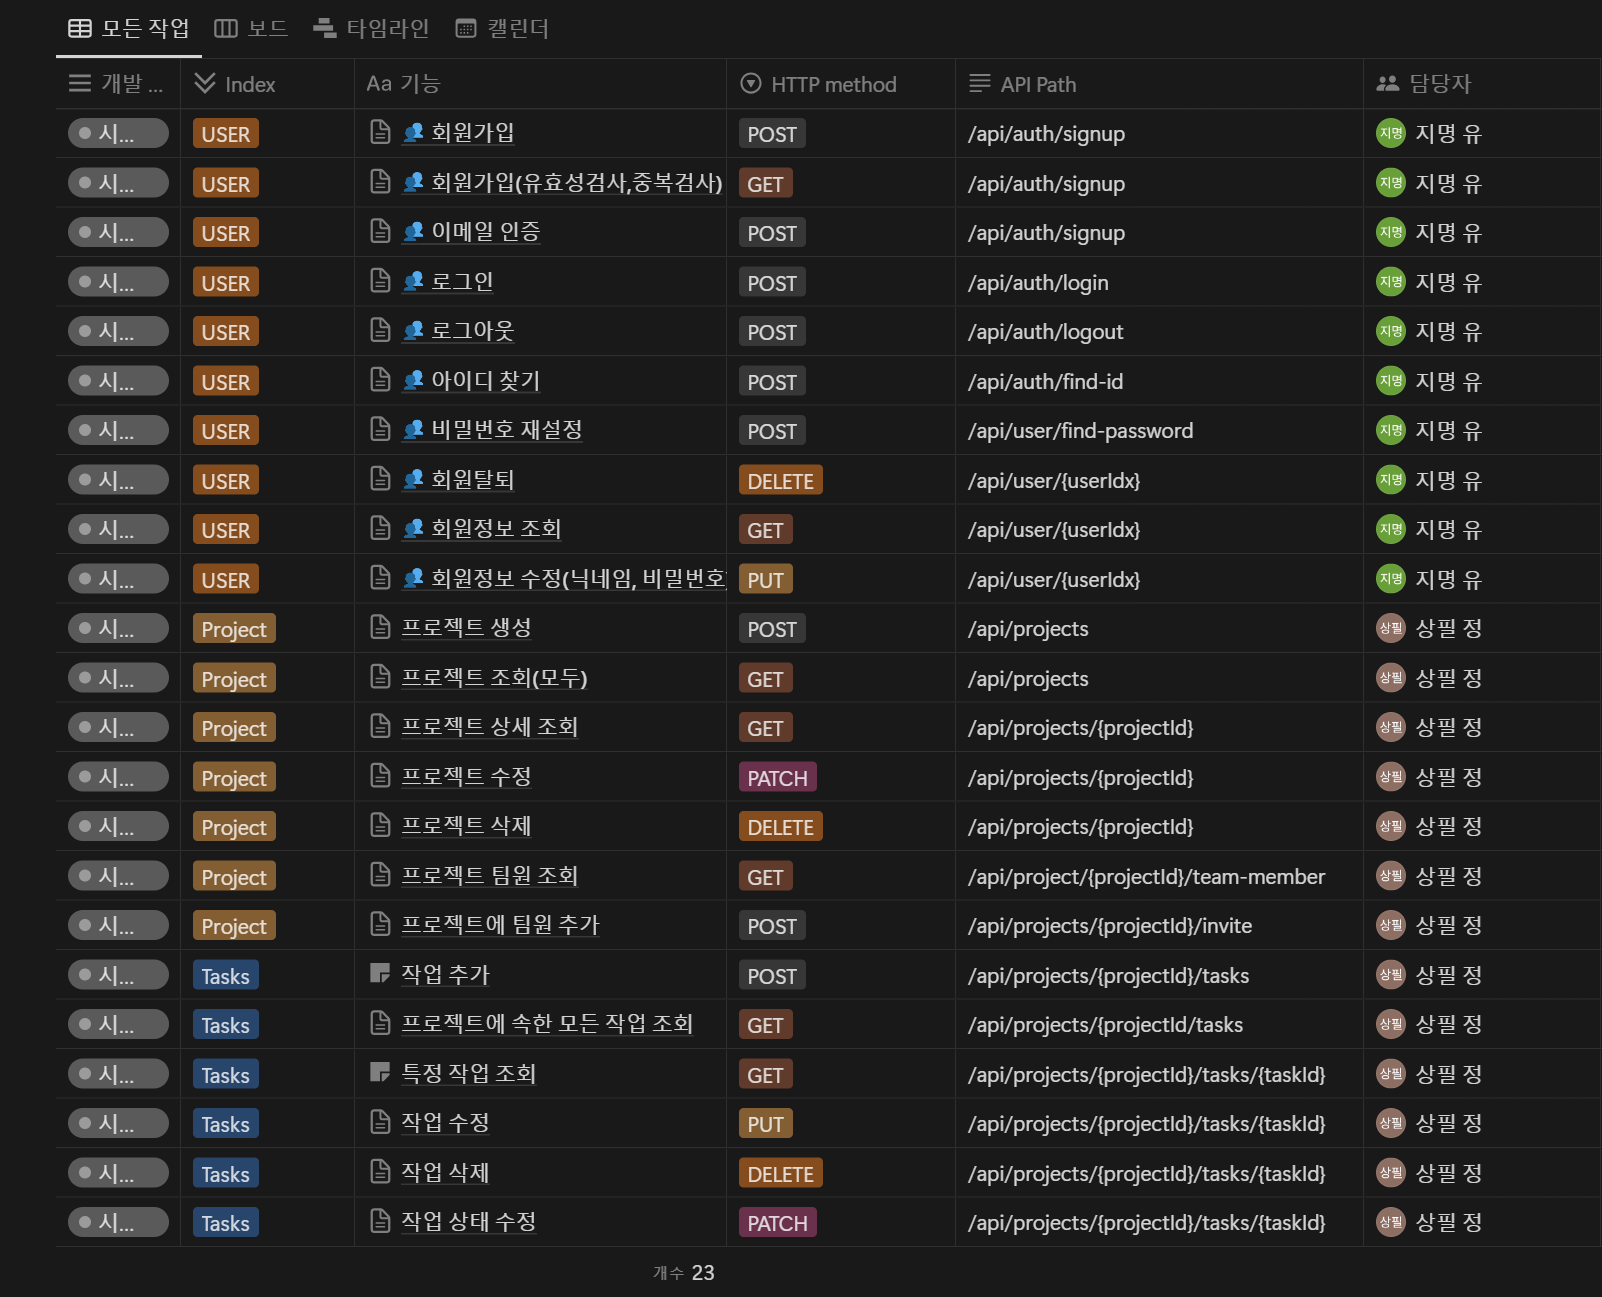 모든 작업 보드 타임라인 캘린더
개발 ... Index Aa 기능 HTTP method API Path 담당자
시... USER 회원가입 POST /api/auth/signup 지명 지명 유
시... USER 회원가입(유효성검사,중복검사) GET /api/auth/signup 지명 지명 유
시... USER 이메일 인증 POST /api/auth/signup 지명 지명 유
시... USER 로그인 POST /api/auth/login 지명 지명 유
시... USER 로그아웃 POST /api/auth/logout 지명 지명 유
시... USER 아이디 찾기 POST /api/auth/find-id 지명 지명 유
시... USER 비밀번호 재설정 POST /api/user/find-password 지명 지명 유
시... USER 회원탈퇴 DELETE /api/user/{userIdx} 지명 지명 유
시... USER 회원정보 조회 GET /api/user/{userIdx} 지명 지명 유
시... USER 회원정보 수정(닉네임, 비밀번호) PUT /api/user/{userIdx} 지명 지명 유
시... Project 프로젝트 생성 POST /api/projects 상필 상필 정
시... Project 프로젝트 조회(모두) GET /api/projects 상필 상필 정
시... Project 프로젝트 상세 조회 GET /api/projects/{projectId} 상필 상필 정
시... Project 프로젝트 수정 PATCH /api/projects/{projectId} 상필 상필 정
시... Project 프로젝트 삭제 DELETE /api/projects/{projectId} 상필 상필 정
시... Project 프로젝트 팀원 조회 GET /api/project/{projectId}/team-member 상필 상필 정
시... Project 프로젝트에 팀원 추가 POST /api/projects/{projectId}/invite 상필 상필 정
시... Tasks 작업 추가 POST /api/projects/{projectId}/tasks 상필 상필 정
시... Tasks 프로젝트에 속한 모든 작업 조회 GET /api/projects/{projectId/tasks 상필 상필 정
시... Tasks 특정 작업 조회 GET /api/projects/{projectId}/tasks/{taskId} 상필 상필 정
시... Tasks 작업 수정 PUT /api/projects/{projectId}/tasks/{taskId} 상필 상필 정
시... Tasks 작업 삭제 DELETE /api/projects/{projectId}/tasks/{taskId} 상필 상필 정
시... Tasks 작업 상태 수정 PATCH /api/projects/{projectId}/tasks/{taskId} 상필 상필 정
개수 23